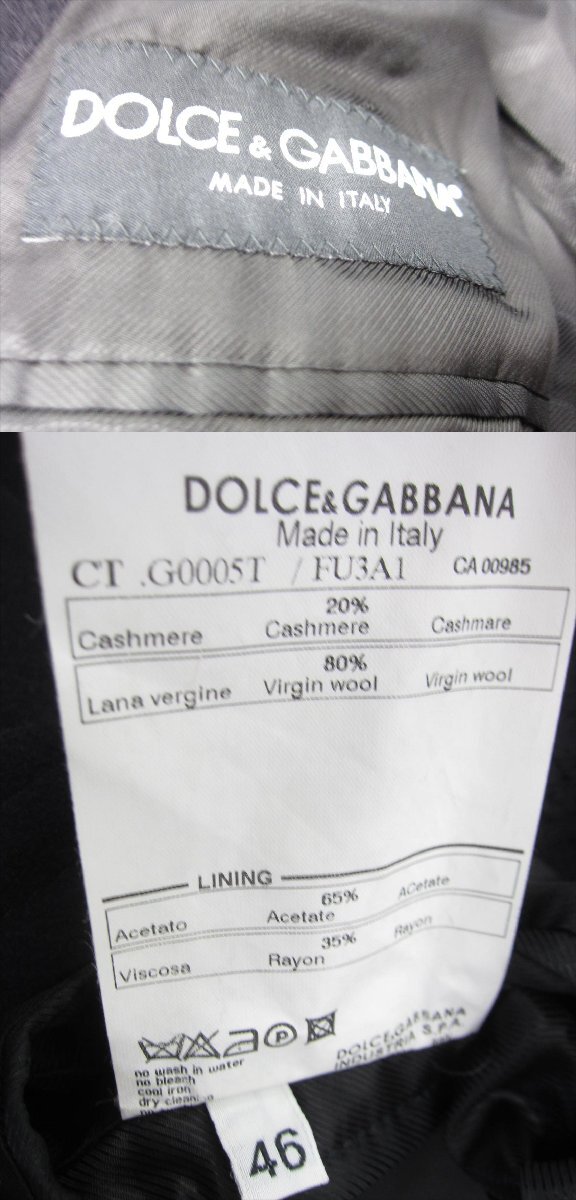 DOLCE & GABBANA
MADE IN ITALY
DOLCE&GABBANA
Made in Italy
CT .G0005T / FU3A1 CA 00985
20%
Cashmere Cashmere Cashmare
80%
Lana vergine Virgin wool Virgin wool
LINING
65%
Acetato Acetate ACetate
35%
Viscosa Rayon Rayon
P
no wash in water
no bleach
cool iron
dry cleaning
DOLCE&GABBANA
INDUSTRIA S.P.A.
46